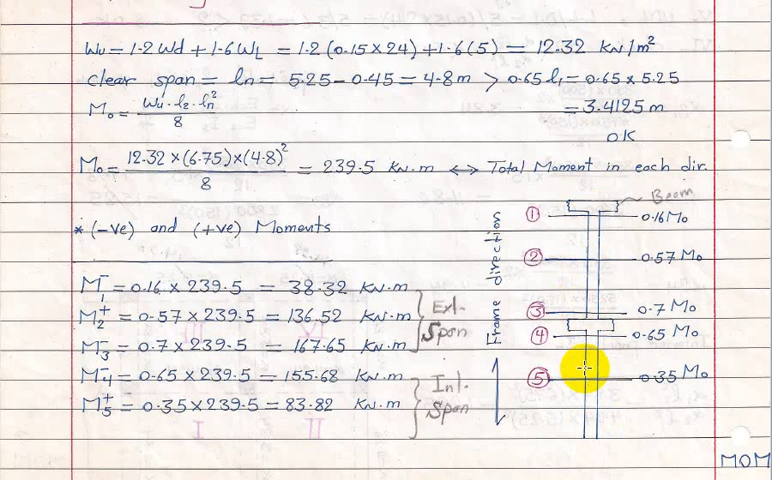 Wu = 1.2 Wd + 1.6 WL = 1.2 (0.15 × 24) + 1.6 (5) = 12.32 KN/m²
clear span = ln = 5.25 - 0.45 = 4.8m > 0.65 l1 = 0.65 × 5.25
Mo = Wu · l2 · ln² / 8
= 3.4125 m
OK
Mo = 12.32 × (6.75) × (4.8)² / 8 = 239.5 KN.m ↔ Total Moment in each dir.
* (-ve) and (+ve) Moments
M1⁻ = 0.16 × 239.5 = 38.32 KN.m
M2⁺ = 0.57 × 239.5 = 136.52 KN.m
M3⁻ = 0.7 × 239.5 = 167.65 KN.m
Ext. Span
M4⁻ = 0.65 × 239.5 = 155.68 KN.m
M5⁺ = 0.35 × 239.5 = 83.82 KN.m
Int. Span
Frame direction
Beam
1 0.16 Mo
2 0.57 Mo
3 0.7 Mo
4 0.65 Mo
5 0.35 Mo
MOM